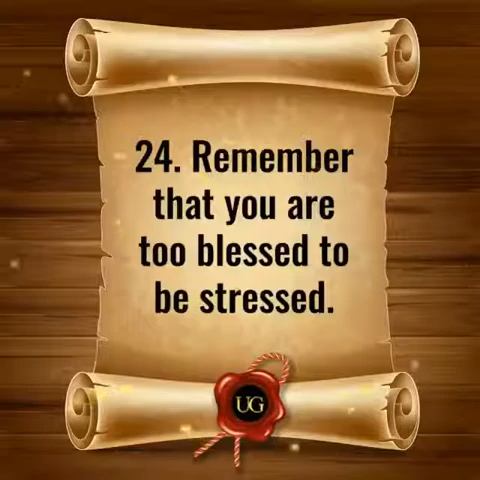 24. Remember
that you are
too blessed to
be stressed.
UG